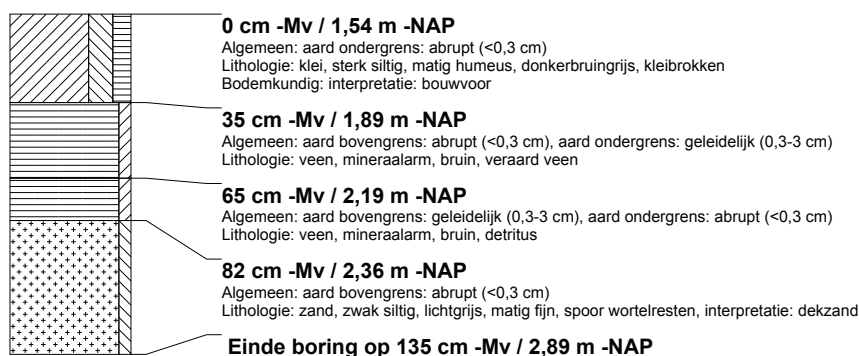 0 cm -Mv / 1,54 m -NAP
Algemeen: aard ondergrens: abrupt (<0,3 cm)
Lithologie: klei, sterk siltig, matig humeus, donkerbruingrijs, kleibrokken
Bodemkundig: interpretatie: bouwvoor
35 cm -Mv / 1,89 m -NAP
Algemeen: aard bovengrens: abrupt (<0,3 cm), aard ondergrens: geleidelijk (0,3-3 cm)
Lithologie: veen, mineraalarm, bruin, veraard veen
65 cm -Mv / 2,19 m -NAP
Algemeen: aard bovengrens: geleidelijk (0,3-3 cm), aard ondergrens: abrupt (<0,3 cm)
Lithologie: veen, mineraalarm, bruin, detritus
82 cm -Mv / 2,36 m -NAP
Algemeen: aard bovengrens: abrupt (<0,3 cm)
Lithologie: zand, zwak siltig, lichtgrijs, matig fijn, spoor wortelresten, interpretatie: dekzand
Einde boring op 135 cm -Mv / 2,89 m -NAP